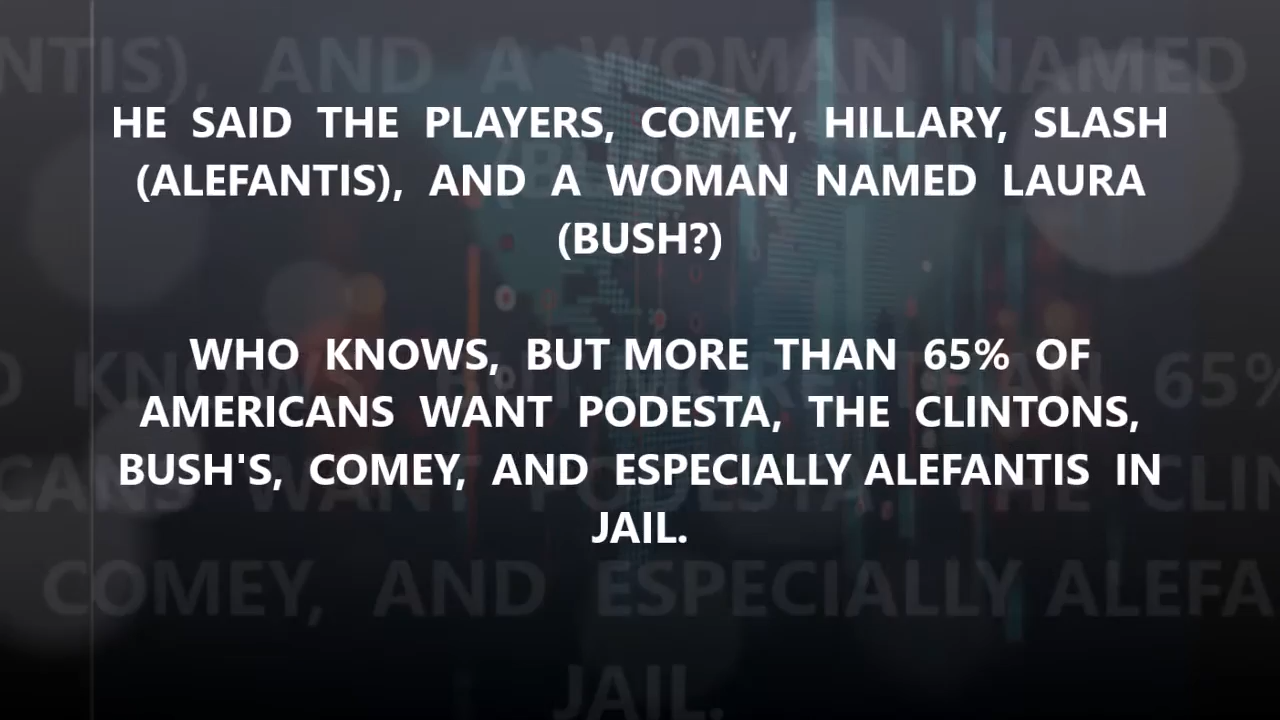 HE SAID THE PLAYERS, COMEY, HILLARY, SLASH
(ALEFANTIS), AND A WOMAN NAMED LAURA
(BUSH?)
WHO KNOWS, BUT MORE THAN 65% OF
AMERICANS WANT PODESTA, THE CLINTONS,
BUSH'S, COMEY, AND ESPECIALLY ALEFANTIS IN
JAIL.